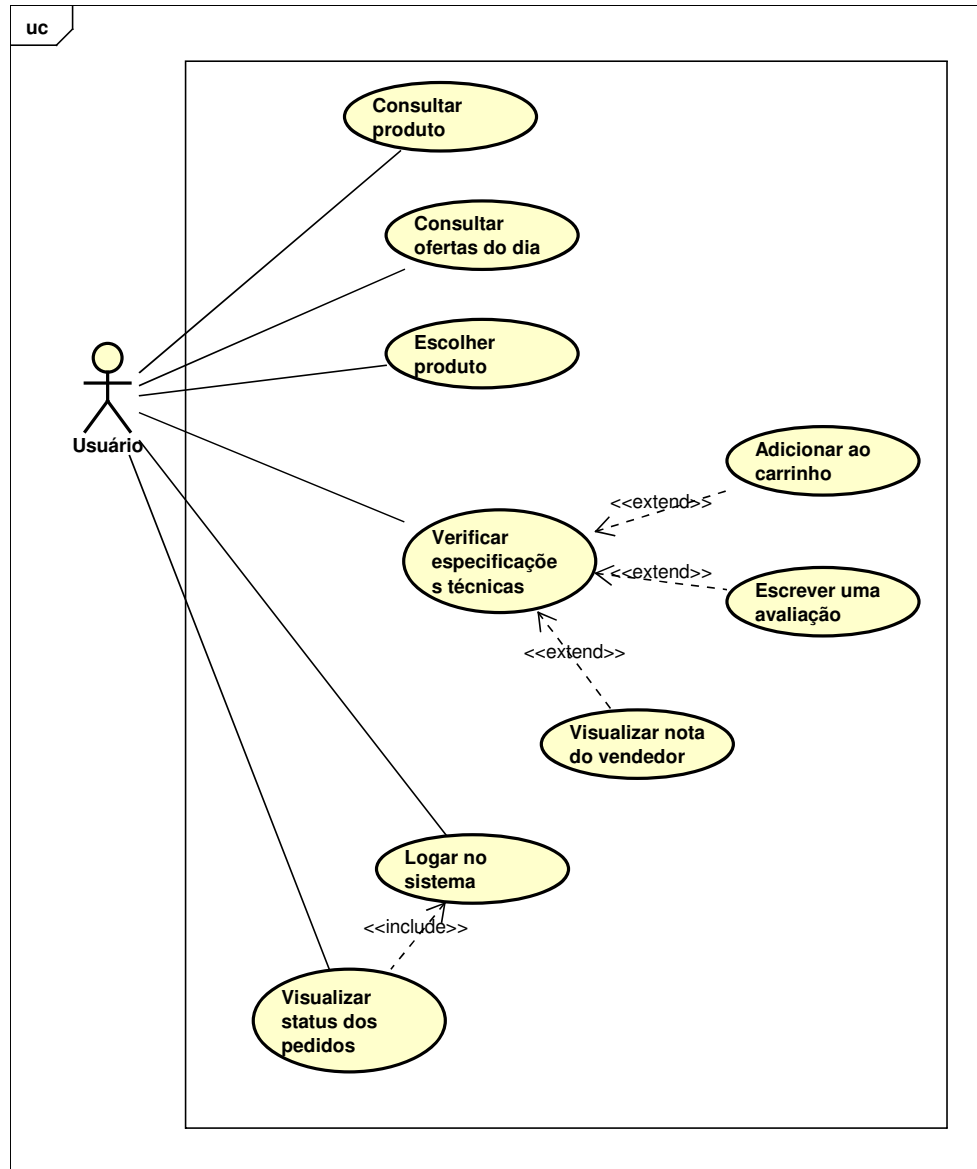 uc
Consultar
produto
Consultar
ofertas do dia
Escolher
produto
Usuário
Adicionar ao
carrinho
<<extend>>
Verificar
especificaçõe
s técnicas
<<extend>>
Escrever uma
avaliação
<<extend>>
Visualizar nota
do vendedor
Logar no
sistema
<<include>>
Visualizar
status dos
pedidos